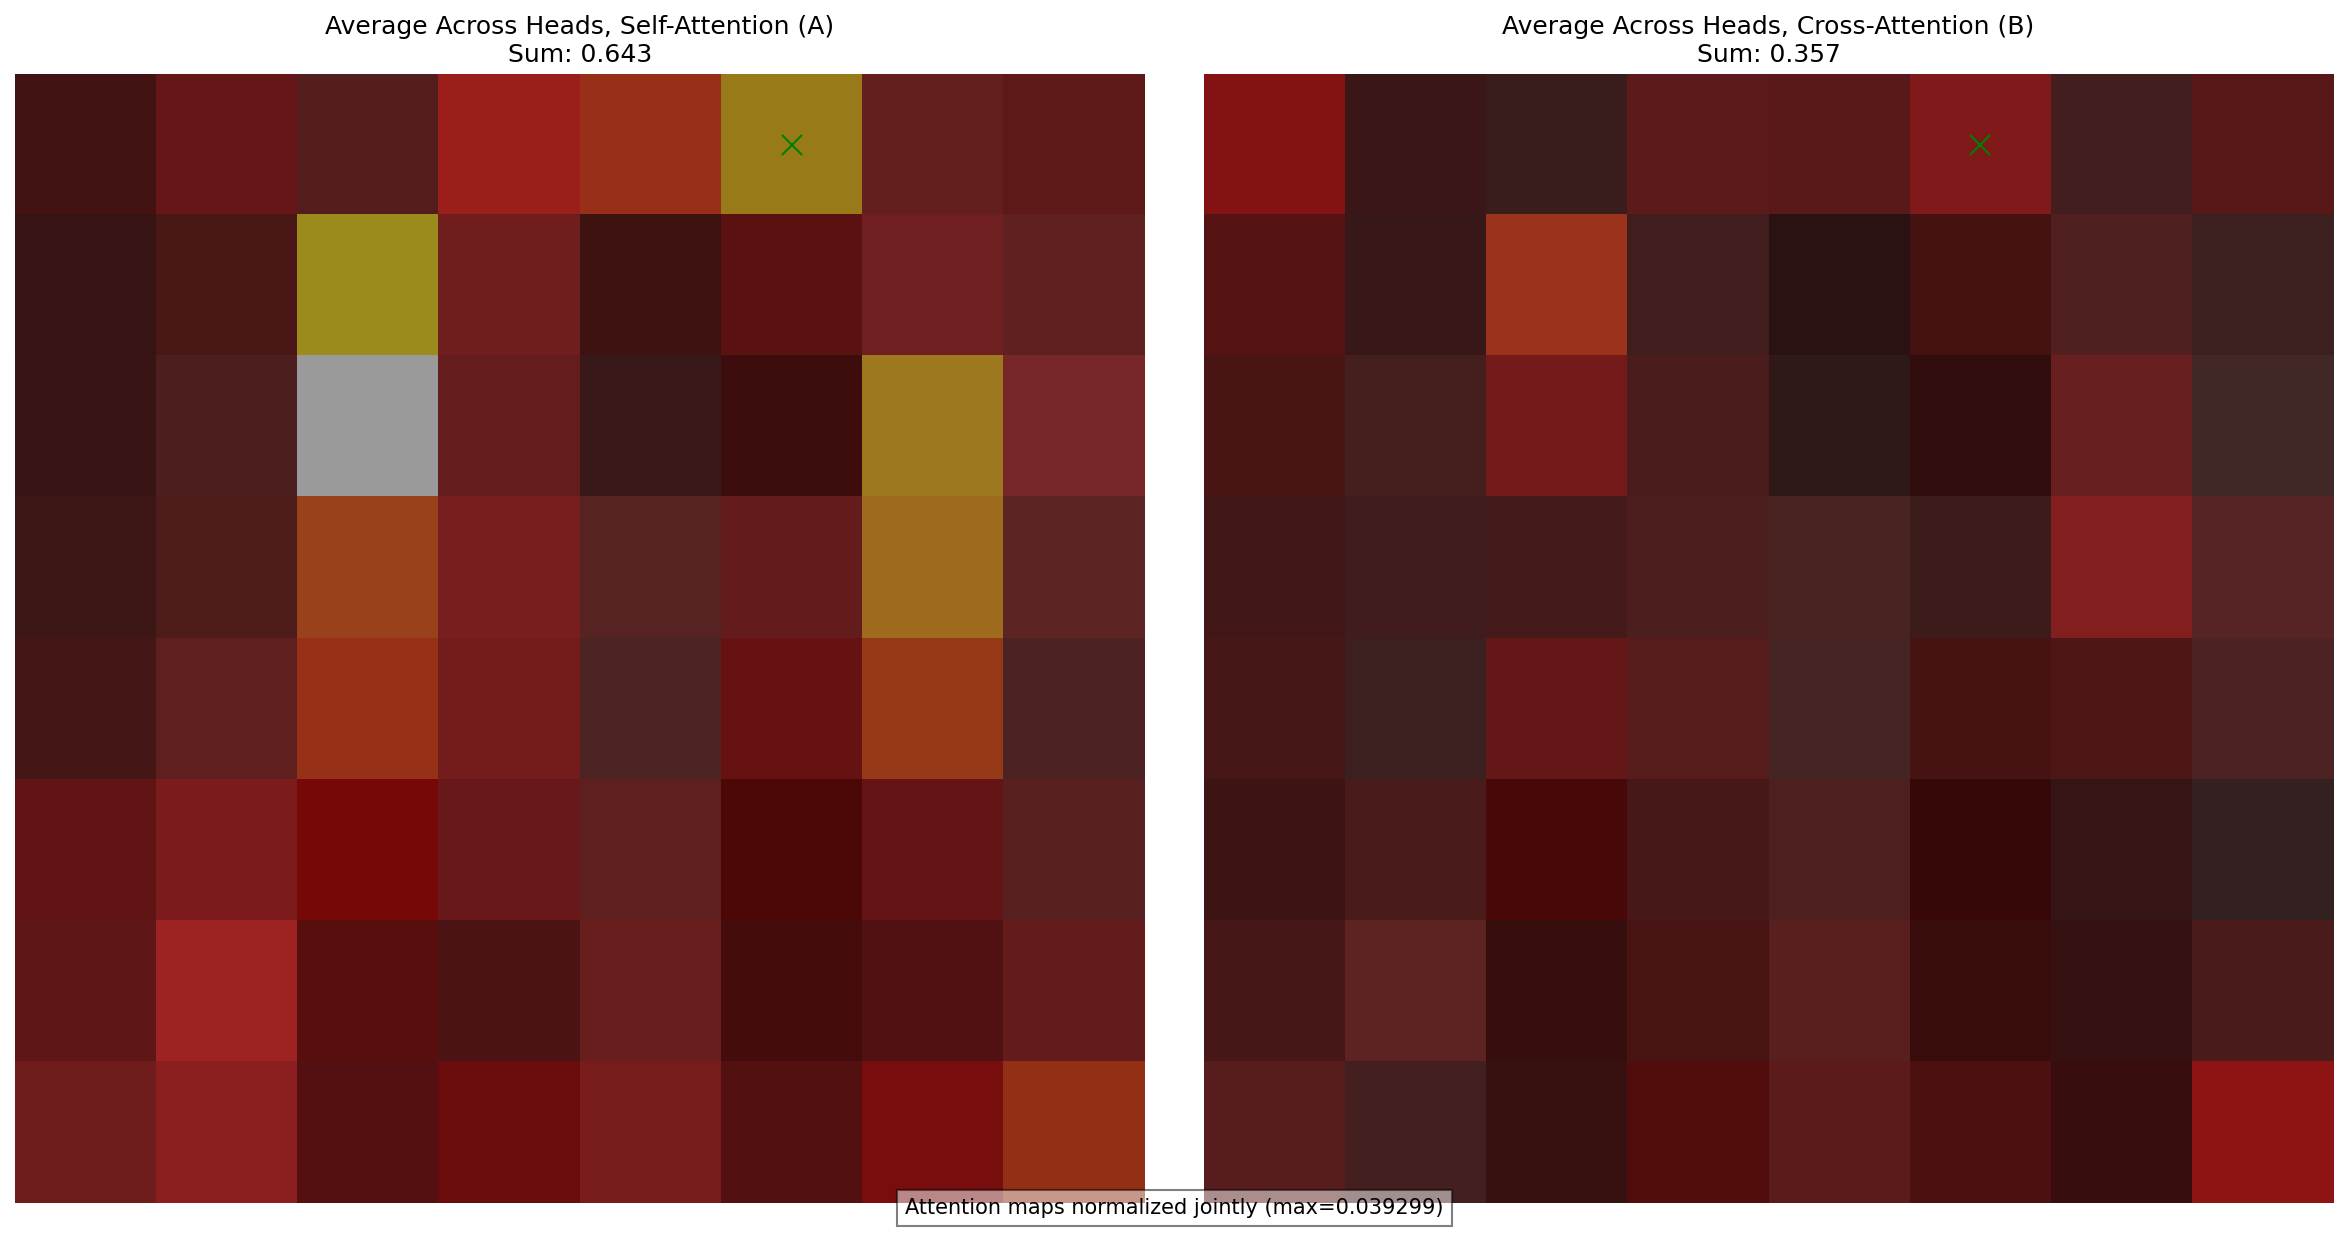 Average Across Heads, Self-Attention (A)
Sum: 0.643
Average Across Heads, Cross-Attention (B)
Sum: 0.357
Attention maps normalized jointly (max=0.039299)